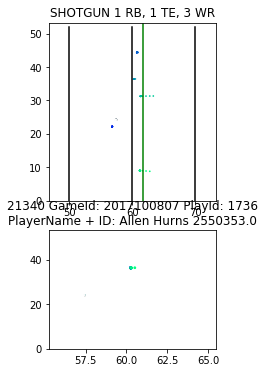 SHOTGUN 1 RB, 1 TE, 3 WR
50
40
30
20
10
0
50 60 70
21340 GameId: 2017100807 PlayId: 1736
PlayerName + ID: Allen Hurns 2550353.0
40
20
0
57.5 60.0 62.5 65.0